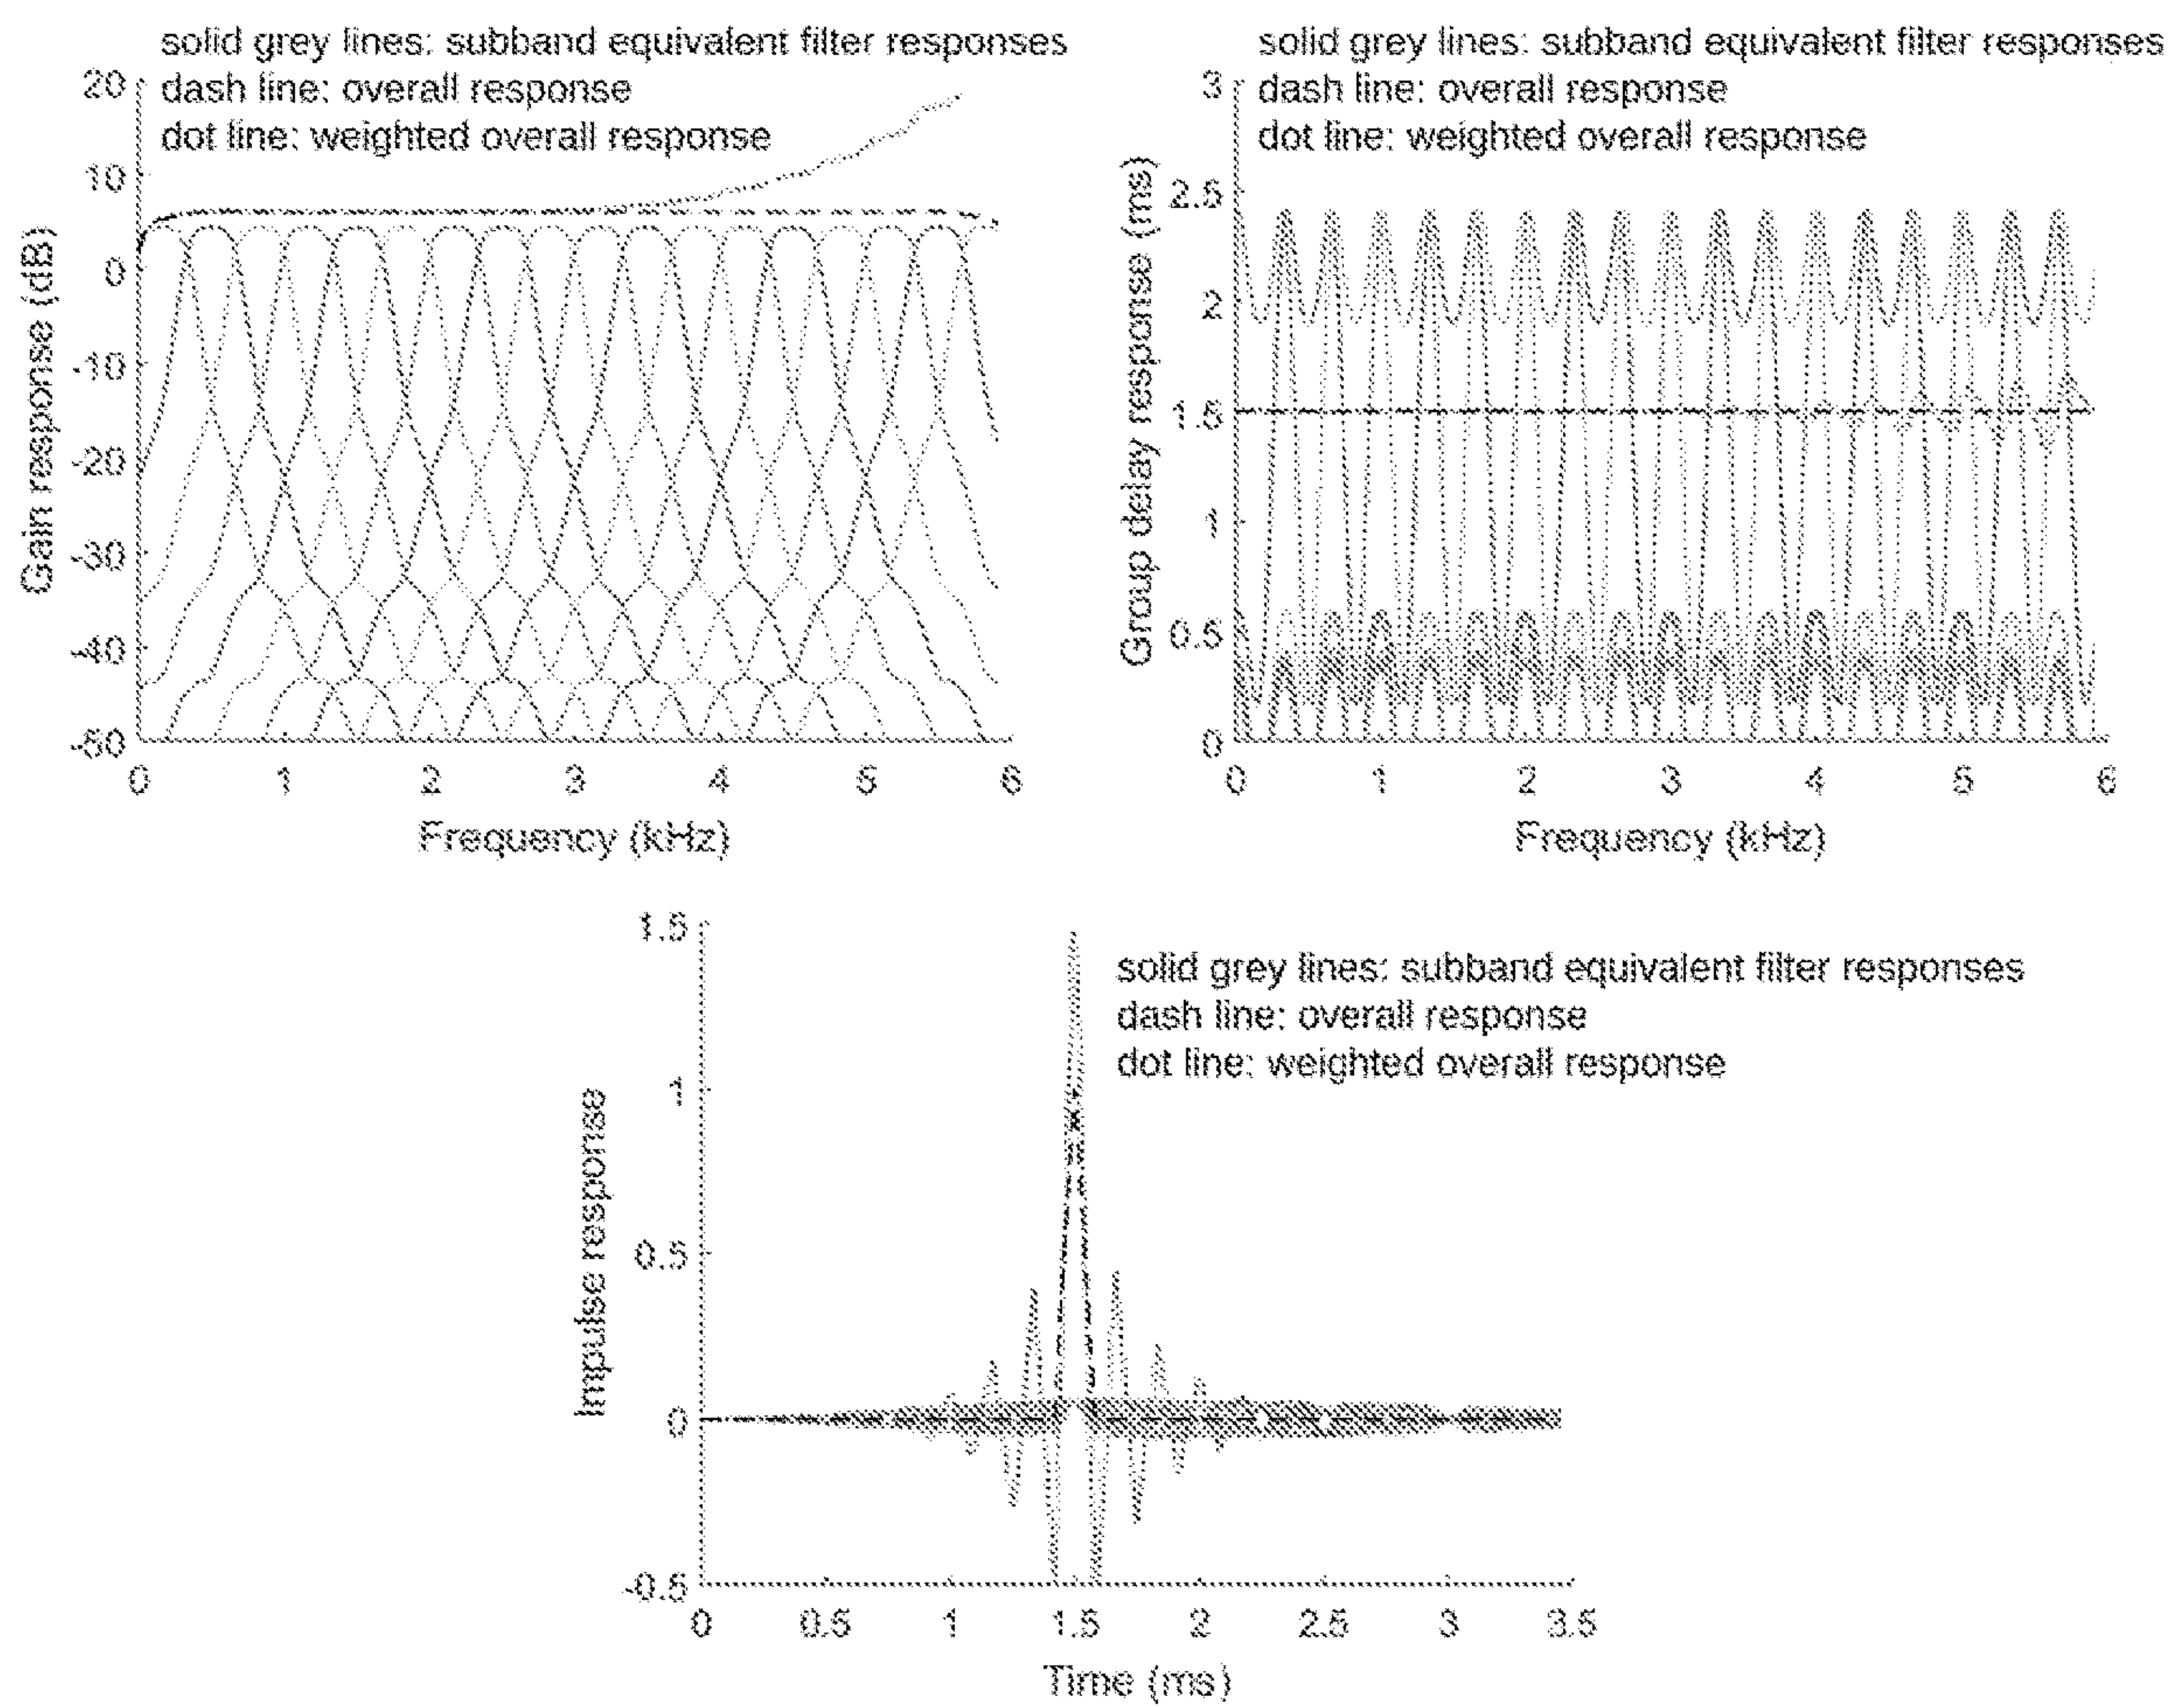 solid grey lines: subband equivalent filter responses
dash line: overall response
dot line: weighted overall response
20
10
0
-10
-20
-30
-40
-50
Gain response (dB)
0 1 2 3 4 5 6
Frequency (kHz)
solid grey lines: subband equivalent filter responses
dash line: overall response
dot line: weighted overall response
3
2.5
2
1.5
1
0.5
0
Group delay response (ms)
0 1 2 3 4 5 6
Frequency (kHz)
solid grey lines: subband equivalent filter responses
dash line: overall response
dot line: weighted overall response
1.5
1
0.5
0
-0.5
Impulse response
0 0.5 1 1.5 2 2.5 3 3.5
Time (ms)